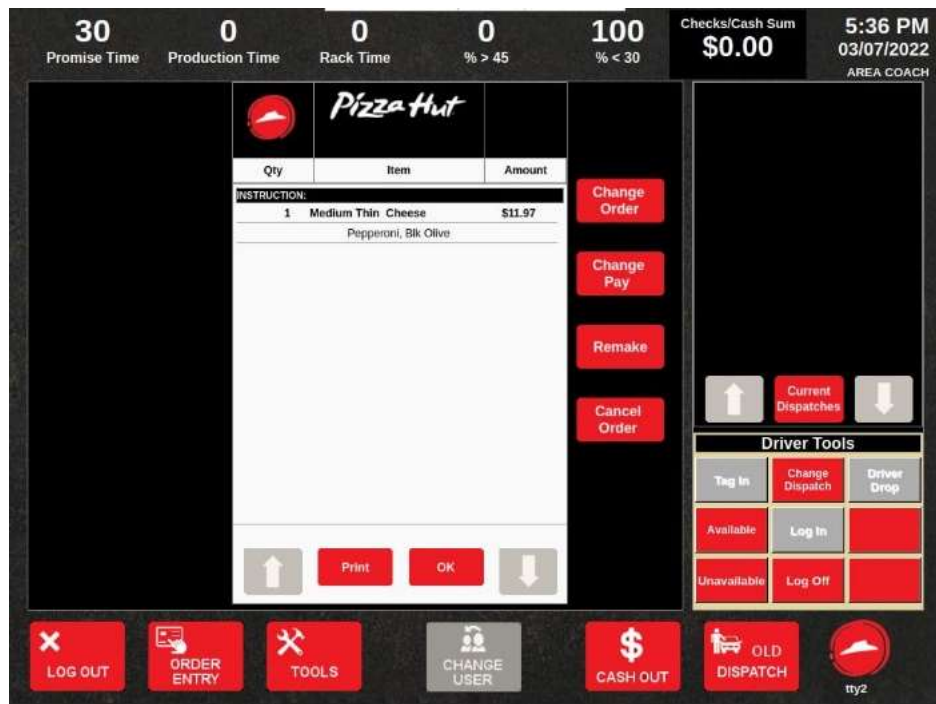 30
Promise Time
0
Production Time
0
Rack Time
0
% > 45
100
% < 30
Checks/Cash Sum
$0.00
5:36 PM
03/07/2022
AREA COACH
Pizza Hut
Qty Item Amount
INSTRUCTION:
1 Medium Thin Cheese $11.97
Pepperoni, Blk Olive
Change
Order
Change
Pay
Remake
Cancel
Order
Print
OK
Current
Dispatches
Driver Tools
Tag In
Change
Dispatch
Driver
Drop
Available
Log In
Unavailable
Log Off
LOG OUT
ORDER
ENTRY
TOOLS
CHANGE
USER
$
CASH OUT
OLD
DISPATCH
tty2